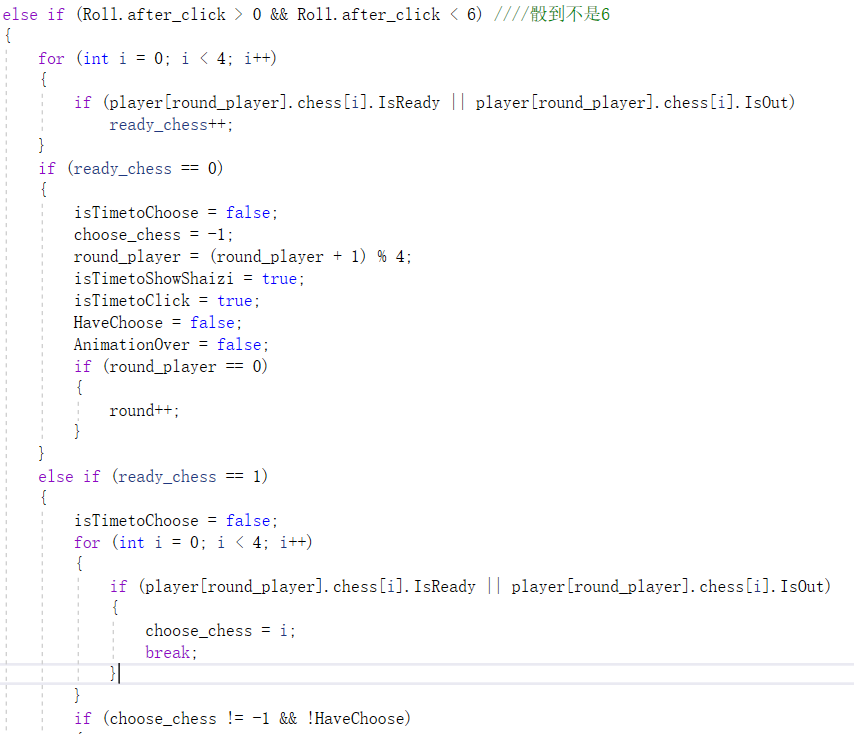 else if (Roll.after_click > 0 && Roll.after_click < 6) ////骰到不是6
{
for (int i = 0; i < 4; i++)
{
if (player[round_player].chess[i].IsReady || player[round_player].chess[i].IsOut)
ready_chess++;
}
if (ready_chess == 0)
{
isTimetoChoose = false;
choose_chess = -1;
round_player = (round_player + 1) % 4;
isTimetoShowShaizi = true;
isTimetoClick = true;
HaveChoose = false;
AnimationOver = false;
if (round_player == 0)
{
round++;
}
}
else if (ready_chess == 1)
{
isTimetoChoose = false;
for (int i = 0; i < 4; i++)
{
if (player[round_player].chess[i].IsReady || player[round_player].chess[i].IsOut)
{
choose_chess = i;
break;
}
}
if (choose_chess != -1 && !HaveChoose)